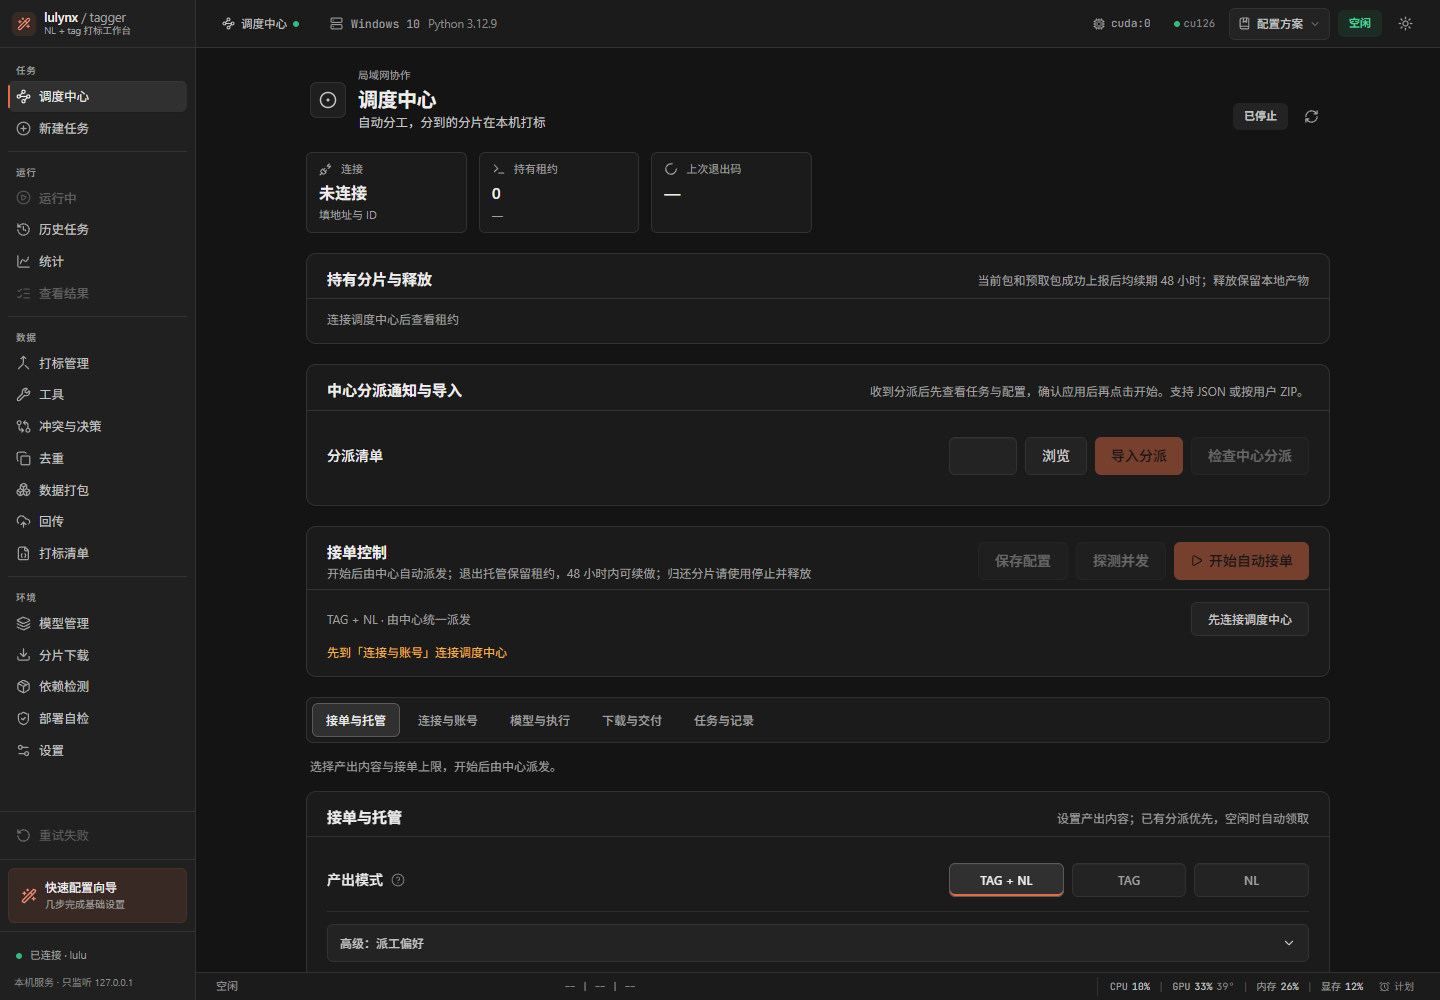 lulynx / tagger
NL + tag 打标工作台
调度中心
Windows 10 Python 3.12.9
cuda:0
cu126
配置方案
空闲
任务
调度中心
新建任务
运行
运行中
历史任务
统计
查看结果
数据
打标管理
工具
冲突与决策
去重
数据打包
回传
打标清单
环境
模型管理
分片下载
依赖检测
部署自检
设置
重试失败
快速配置向导
几步完成基础设置
已连接 · lulu
本机服务 · 只监听 127.0.0.1
局域网协作
调度中心
自动分工，分到的分片在本机打标
已停止
连接
未连接
填地址与 ID
持有租约
0
—
上次退出码
—
持有分片与释放
当前包和预取包成功上报后均续期 48 小时；释放保留本地产物
连接调度中心后查看租约
中心分派通知与导入
收到分派后先查看任务与配置，确认应用后再点击开始。支持 JSON 或按用户 ZIP。
分派清单
浏览
导入分派
检查中心分派
接单控制
开始后由中心自动派发；退出托管保留租约，48 小时内可续做；归还分片请使用停止并释放
保存配置
探测并发
开始自动接单
TAG + NL · 由中心统一派发
先连接调度中心
先到「连接与账号」连接调度中心
接单与托管
连接与账号
模型与执行
下载与交付
任务与记录
选择产出内容与接单上限，开始后由中心派发。
接单与托管
设置产出内容；已有分派优先，空闲时自动领取
产出模式
TAG + NL
TAG
NL
高级：派工偏好
空闲
-- | -- | --
CPU 10% | GPU 33% 39° | 内存 26% | 显存 12%
计划